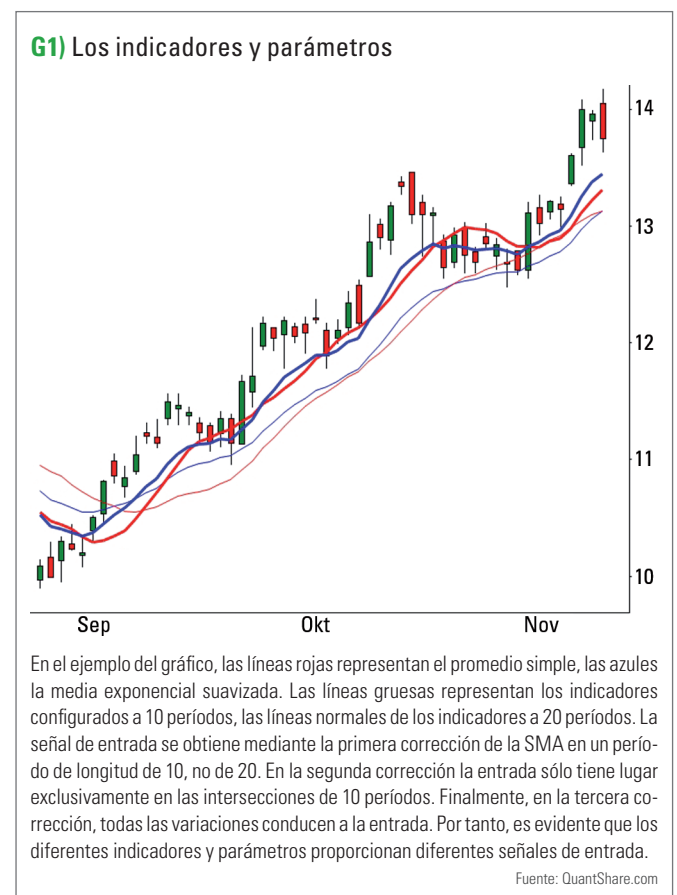 G1) Los indicadores y parámetros
14
13
12
11
10
Sep Okt Nov
En el ejemplo del gráfico, las líneas rojas representan el promedio simple, las azules
la media exponencial suavizada. Las líneas gruesas representan los indicadores
configurados a 10 períodos, las líneas normales de los indicadores a 20 períodos. La
señal de entrada se obtiene mediante la primera corrección de la SMA en un perío-
do de longitud de 10, no de 20. En la segunda corrección la entrada sólo tiene lugar
exclusivamente en las intersecciones de 10 períodos. Finalmente, en la tercera co-
rrección, todas las variaciones conducen a la entrada. Por tanto, es evidente que los
diferentes indicadores y parámetros proporcionan diferentes señales de entrada.
Fuente: QuantShare.com